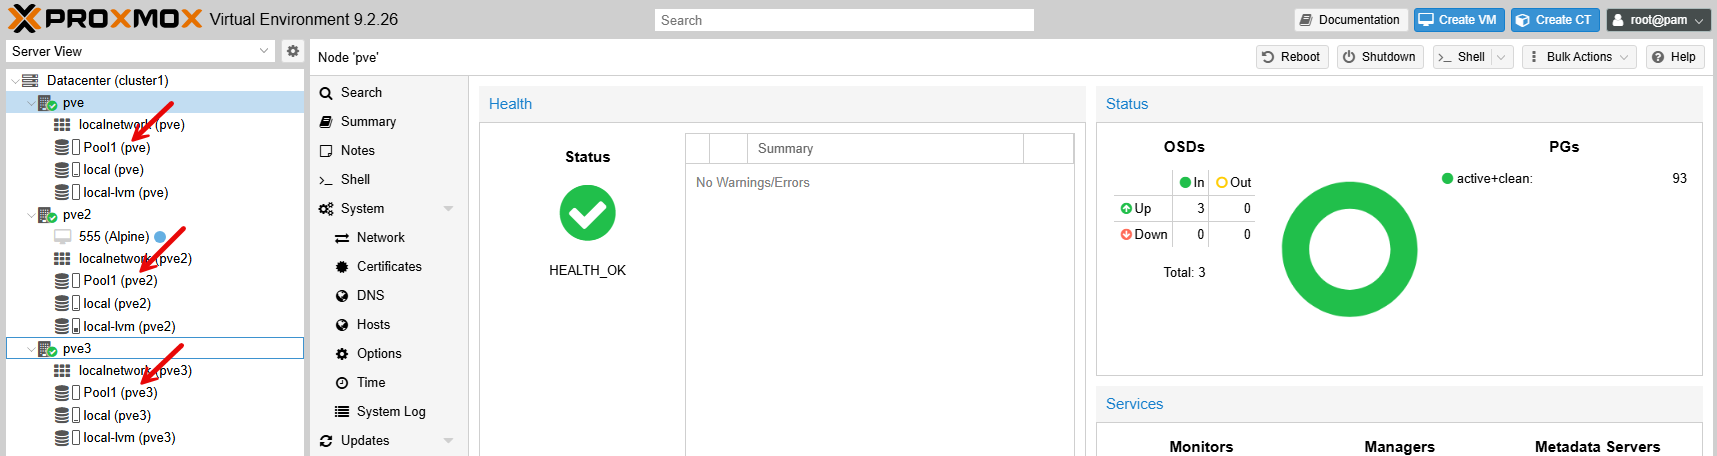 PROXMOX Virtual Environment 9.2.26
Search
Documentation
Create VM
Create CT
root@pam
Server View
Datacenter (cluster1)
pve
localnetwork (pve)
Pool1 (pve)
local (pve)
local-lvm (pve)
pve2
555 (Alpine)
localnetwork (pve2)
Pool1 (pve2)
local (pve2)
local-lvm (pve2)
pve3
localnetwork (pve3)
Pool1 (pve3)
local (pve3)
local-lvm (pve3)
Node 'pve'
Reboot
Shutdown
Shell
Bulk Actions
Help
Search
Summary
Notes
Shell
System
Network
Certificates
DNS
Hosts
Options
Time
System Log
Updates
Health
Status
HEALTH_OK
Summary
No Warnings/Errors
Status
OSDs
In Out
Up 3 0
Down 0 0
Total: 3
PGs
active+clean: 93
Services
Monitors
Managers
Metadata Servers